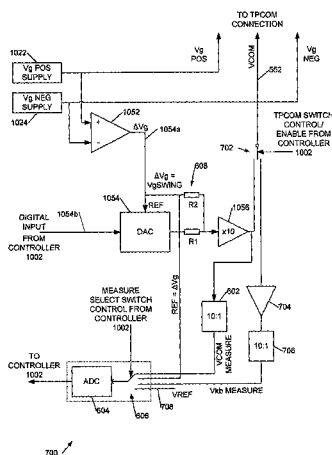 TO TPCOM
CONNECTION
1022
Vg POS
SUPPLY
Vg NEG
SUPPLY
1024
Vg
POS
VCOM
Vg
NEG
552
1052
ΔVg
1054a
TPCOM SWITCH
CONTROL/
ENABLE FROM
CONTROLLER
1002
702
ΔVg =
VgSWING
608
1054
REF
R2
1056
1054b
DIGITAL
INPUT
FROM
CONTROLLER
1002
DAC
R1
x10
REF = ΔVg
MEASURE
SELECT SWITCH
CONTROL FROM
CONTROLLER
1002
602
10:1
704
VCOM
MEASURE
10:1
706
TO
CONTROLLER
1002
ADC
604
606
VREF
708
Vkb MEASURE
700